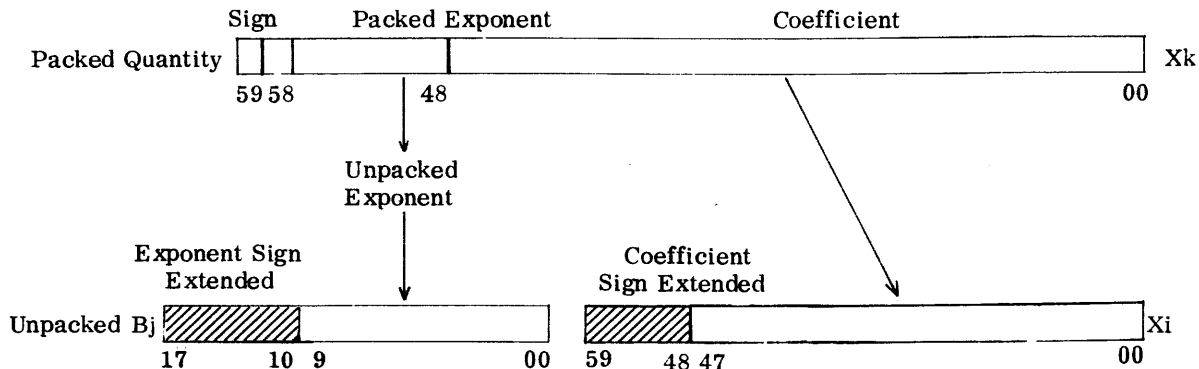 Sign Packed Exponent Coefficient
Packed Quantity Xk
59 58 48 00
Unpacked
Exponent
Exponent Sign
Extended
Coefficient
Sign Extended
Unpacked Bj Xi
17 10 9 00 59 48 47 00